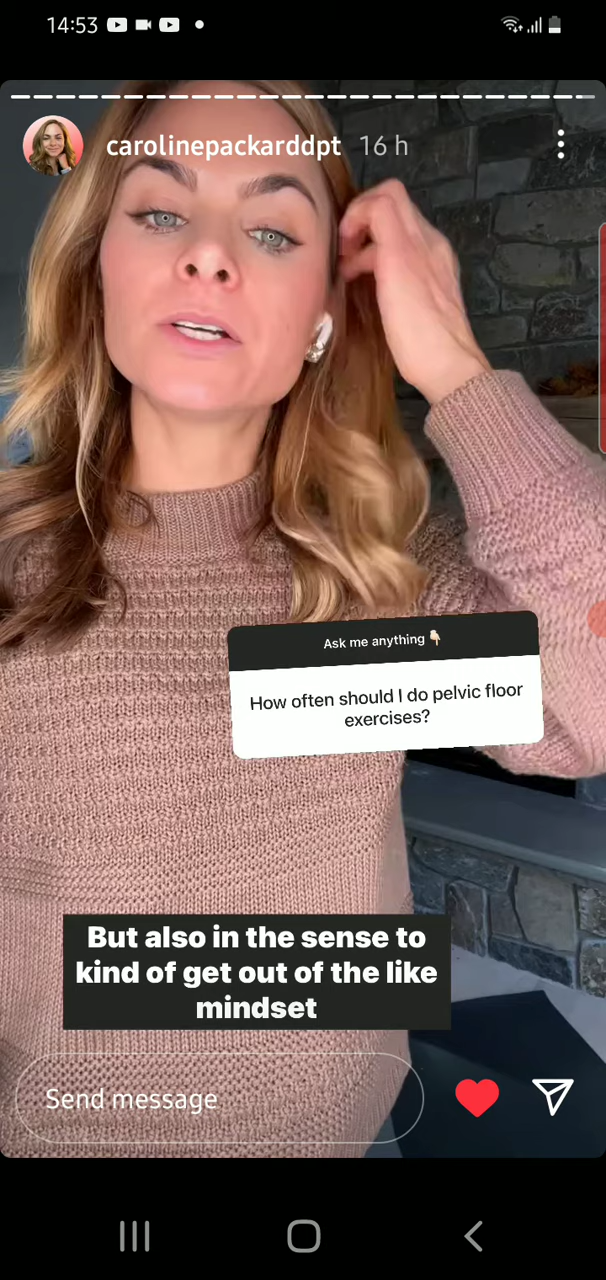 14:53
carolinepackarddpt 16 h
Ask me anything 👇🏻
How often should I do pelvic floor
exercises?
But also in the sense to
kind of get out of the like
mindset
Send message